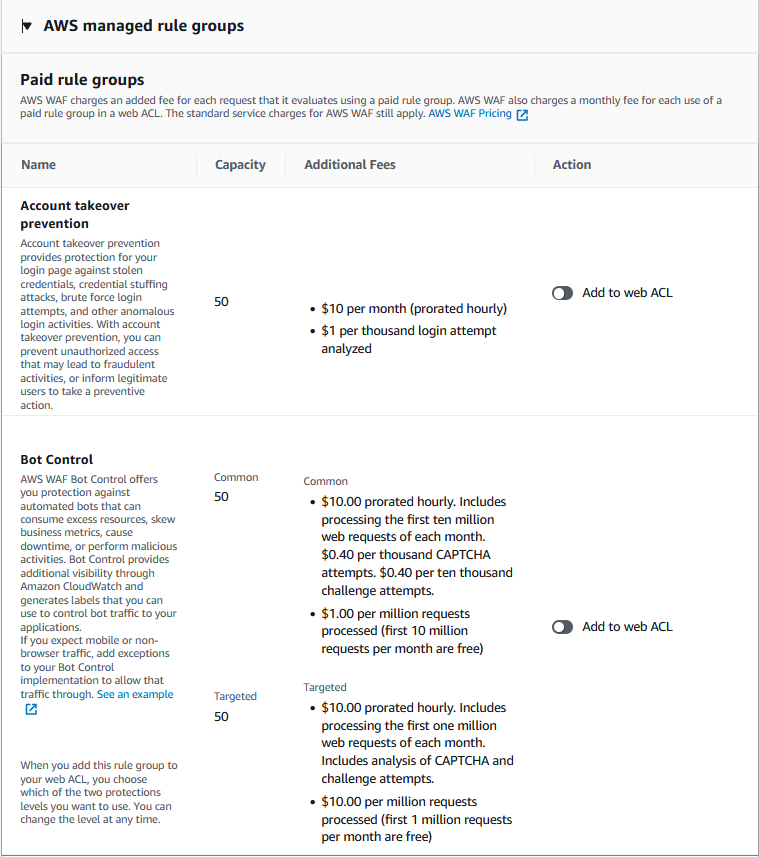 AWS managed rule groups
Paid rule groups
AWS WAF charges an added fee for each request that it evaluates using a paid rule group. AWS WAF also charges a monthly fee for each use of a
paid rule group in a web ACL. The standard service charges for AWS WAF still apply. AWS WAF Pricing
Name Capacity Additional Fees Action
Account takeover
prevention
Account takeover prevention
provides protection for your
login page against stolen
credentials, credential stuffing
attacks, brute force login
attempts, and other anomalous
login activities. With account
takeover prevention, you can
prevent unauthorized access
that may lead to fraudulent
activities, or inform legitimate
users to take a preventive
action.
50
• $10 per month (prorated hourly)
• $1 per thousand login attempt
analyzed
Add to web ACL
Bot Control
AWS WAF Bot Control offers
you protection against
automated bots that can
consume excess resources, skew
business metrics, cause
downtime, or perform malicious
activities. Bot Control provides
additional visibility through
Amazon CloudWatch and
generates labels that you can
use to control bot traffic to your
applications.
If you expect mobile or non-
browser traffic, add exceptions
to your Bot Control
implementation to allow that
traffic through. See an example
When you add this rule group to
your web ACL, you choose
which of the two protections
levels you want to use. You can
change the level at any time.
Common
50
Targeted
50
Common
• $10.00 prorated hourly. Includes
processing the first ten million
web requests of each month.
$0.40 per thousand CAPTCHA
attempts. $0.40 per ten thousand
challenge attempts.
• $1.00 per million requests
processed (first 10 million
requests per month are free)
Targeted
• $10.00 prorated hourly. Includes
processing the first one million
web requests of each month.
Includes analysis of CAPTCHA and
challenge attempts.
• $10.00 per million requests
processed (first 1 million requests
per month are free)
Add to web ACL